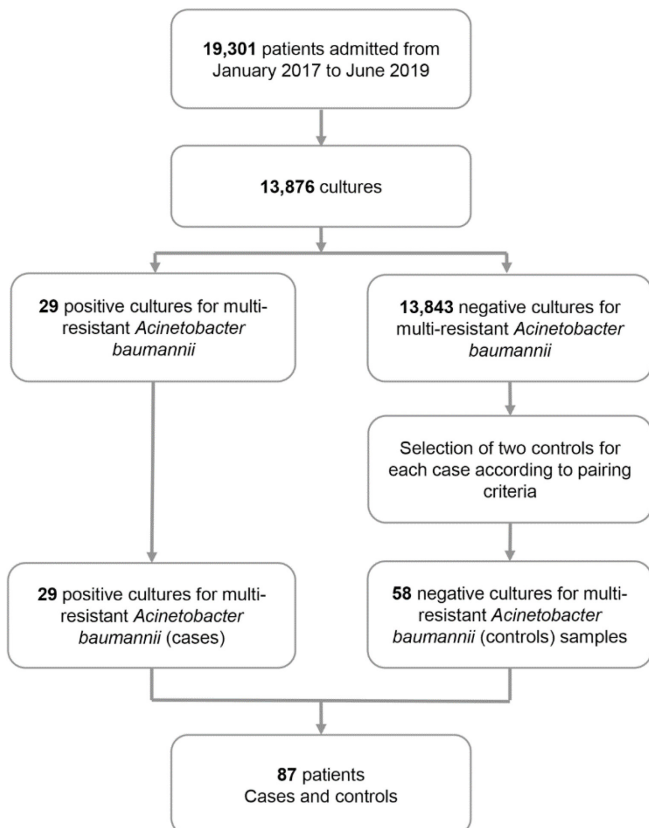 19,301 patients admitted from
January 2017 to June 2019
13,876 cultures
29 positive cultures for multi-
resistant Acinetobacter
baumannii
13,843 negative cultures for
multi-resistant Acinetobacter
baumannii
Selection of two controls for
each case according to pairing
criteria
29 positive cultures for multi-
resistant Acinetobacter
baumannii (cases)
58 negative cultures for multi-
resistant Acinetobacter
baumannii (controls) samples
87 patients
Cases and controls